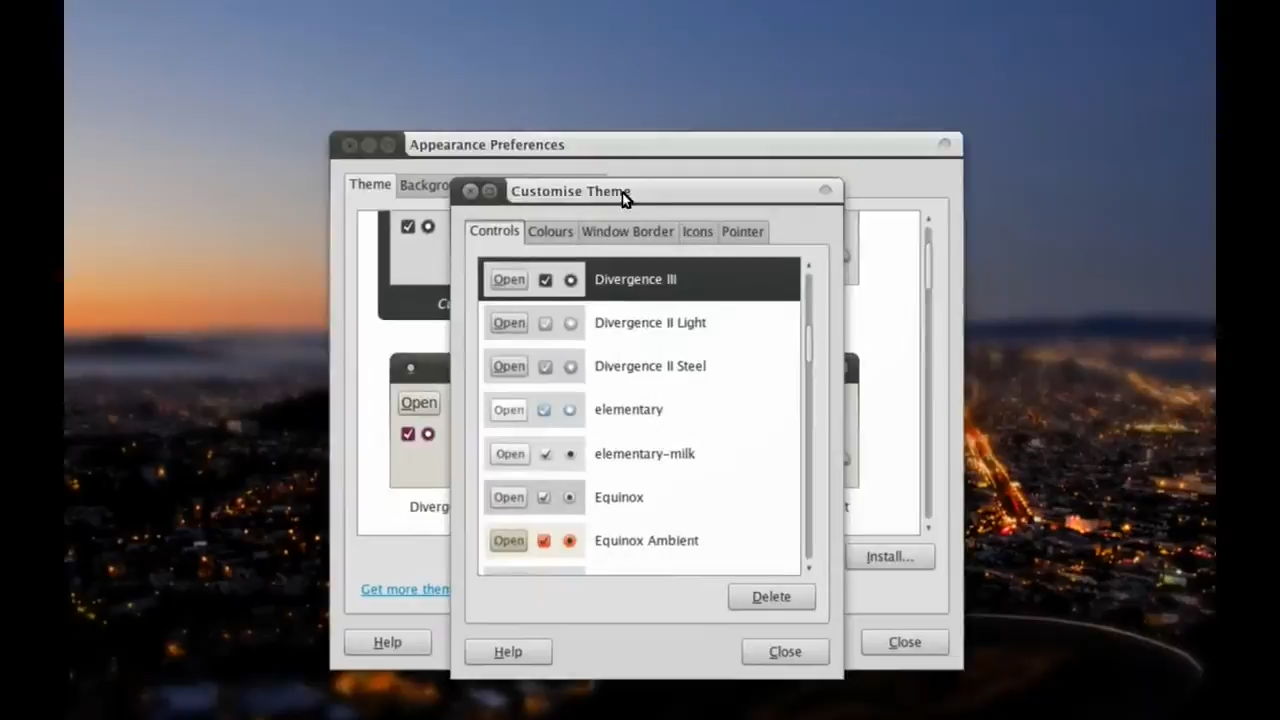 Appearance Preferences
Theme
Backgro
Customise Theme
Controls
Colours
Window Border
Icons
Pointer
Open
Divergence III
Open
Divergence II Light
Open
Divergence II Steel
Open
elementary
Open
elementary-milk
Open
Equinox
Open
Equinox Ambient
Delete
Help
Close
Cu
Open
Diverg
t
Install...
Get more them
Help
Close